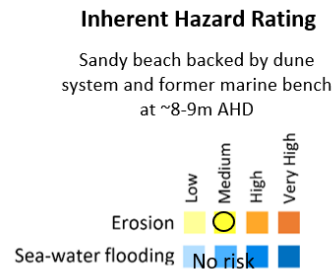 Inherent Hazard Rating
Sandy beach backed by dune
system and former marine bench
at ~8-9m AHD
Low
Medium
High
Very High
Erosion
Sea-water flooding
No risk